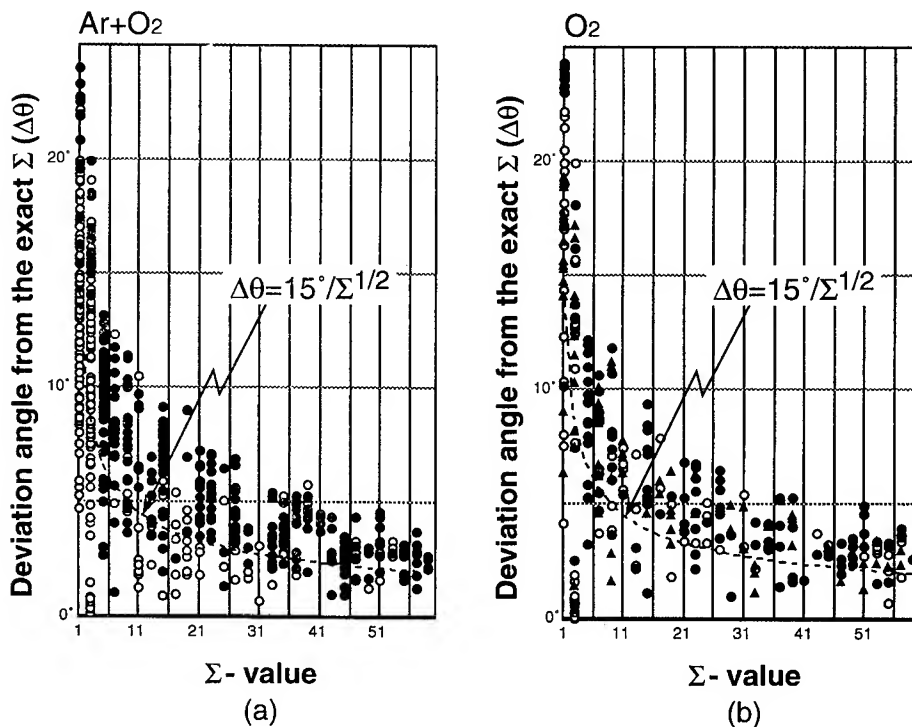 Ar+O2
Deviation angle from the exact Σ (Δθ)
20°
10°
0°
Δθ=15°/Σ1/2
1 11 21 31 41 51
Σ- value
(a)
O2
Deviation angle from the exact Σ (Δθ)
20°
10°
0°
Δθ=15°/Σ1/2
1 11 21 31 41 51
Σ- value
(b)